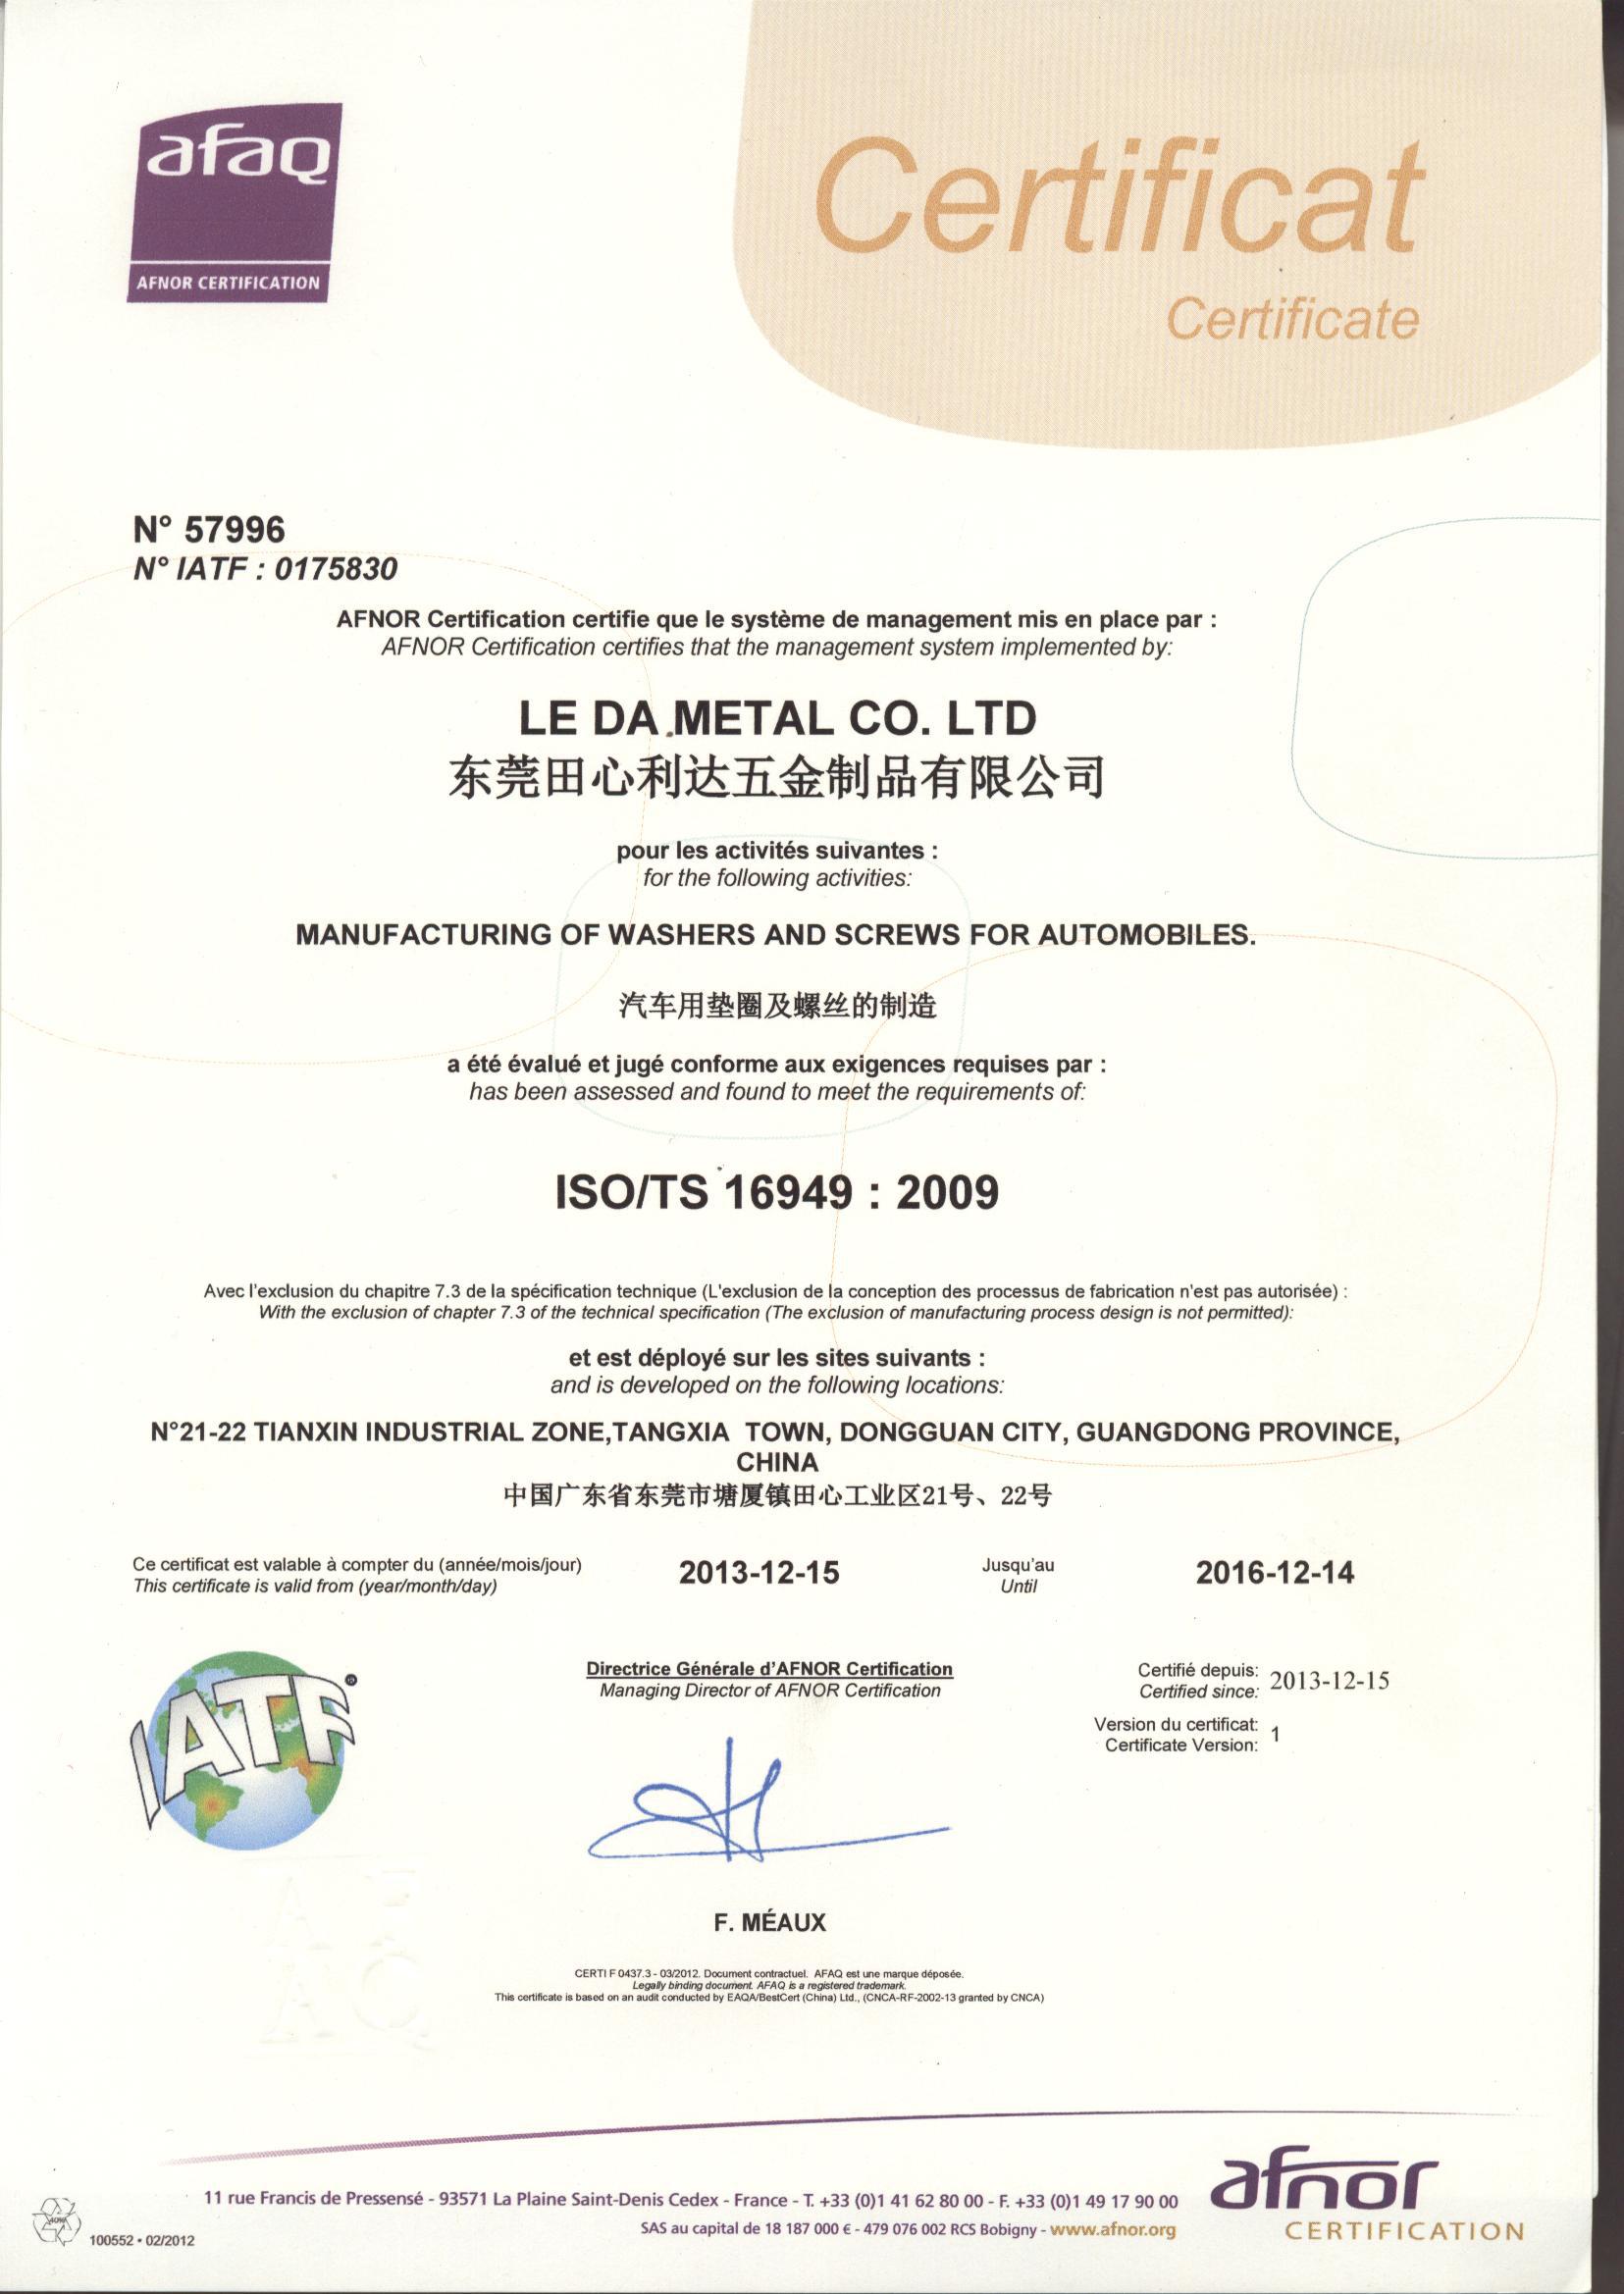 afaq
AFNOR CERTIFICATION
Certificat
Certificate
N° 57996
N° IATF : 0175830
AFNOR Certification certifie que le système de management mis en place par :
AFNOR Certification certifies that the management system implemented by:
LE DA METAL CO. LTD
东莞田心利达五金制品有限公司
pour les activités suivantes :
for the following activities:
MANUFACTURING OF WASHERS AND SCREWS FOR AUTOMOBILES.
汽车用垫圈及螺丝的制造
a été évalué et jugé conforme aux exigences requises par :
has been assessed and found to meet the requirements of:
ISO/TS 16949 : 2009
Avec l'exclusion du chapitre 7.3 de la spécification technique (L'exclusion de la conception des processus de fabrication n'est pas autorisée) :
With the exclusion of chapter 7.3 of the technical specification (The exclusion of manufacturing process design is not permitted):
et est déployé sur les sites suivants :
and is developed on the following locations:
N°21-22 TIANXIN INDUSTRIAL ZONE,TANGXIA TOWN, DONGGUAN CITY, GUANGDONG PROVINCE,
CHINA
中国广东省东莞市塘厦镇田心工业区21号、22号
Ce certificat est valable à compter du (année/mois/jour)
This certificate is valid from (year/month/day)
2013-12-15
Jusqu'au
Until
2016-12-14
IATF®
Directrice Générale d'AFNOR Certification
Managing Director of AFNOR Certification
Certifié depuis:
Certified since:
2013-12-15
Version du certificat:
Certificate Version:
1
F. MÉAUX
CERTI F 0437.3 - 03/2012. Document contractuel. AFAQ est une marque déposée.
Legally binding document. AFAQ is a registered trademark.
This certificate is based on an audit conducted by EAQA/BestCert (China) Ltd., (CNCA-RF-2002-13 granted by CNCA)
11 rue Francis de Pressensé - 93571 La Plaine Saint-Denis Cedex - France - T. +33 (0)1 41 62 80 00 - F. +33 (0)1 49 17 90 00
SAS au capital de 18 187 000 € - 479 076 002 RCS Bobigny - www.afnor.org
afnor
CERTIFICATION
100552 • 02/2012